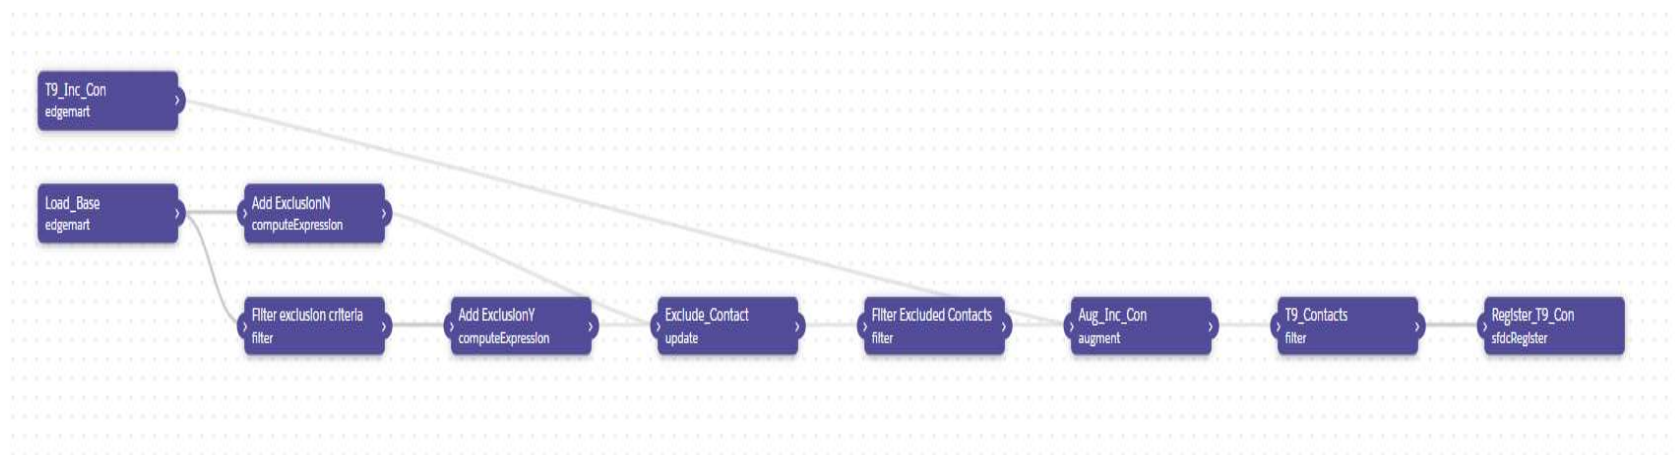 T9_Inc_Con
edgemart
Load_Base
edgemart
Add ExclusionN
computeExpression
Filter exclusion criteria
filter
Add ExclusionY
computeExpression
Exclude_Contact
update
Filter Excluded Contacts
filter
Aug_Inc_Con
augment
T9_Contacts
filter
Register_T9_Con
sfdcRegister